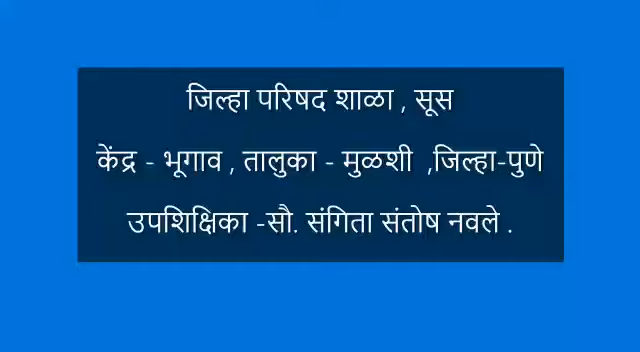 जिल्हा परिषद शाळा , सूस
केंद्र - भूगाव , तालुका - मुळशी ,जिल्हा-पुणे
उपशिक्षिका -सौ. संगिता संतोष नवले .